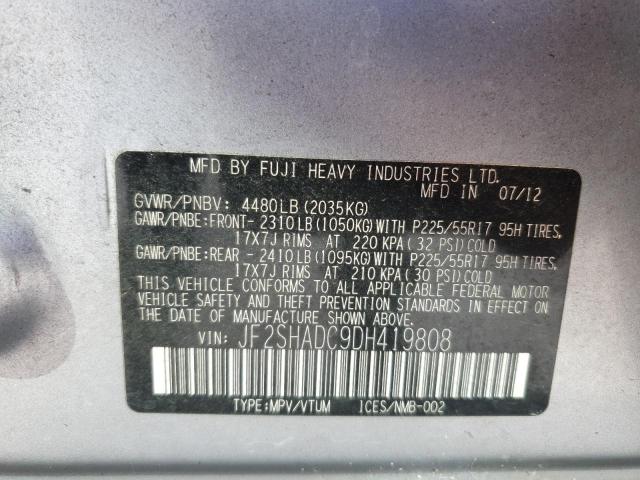 MFD BY FUJI HEAVY INDUSTRIES LTD.
MFD IN 07/12
GVWR/PNBV: 4480LB (2035KG)
GAWR/PNBE:FRONT- 2310LB (1050KG) WITH P225/55R17 95H TIRES,
17X7J RIMS AT 220 KPA ( 32 PSI) COLD
GAWR/PNBE:REAR - 2410LB (1095KG) WITH P225/55R17 95H TIRES,
17X7J RIMS AT 210 KPA ( 30 PSI) COLD
THIS VEHICLE CONFORMS TO ALL APPLICABLE FEDERAL MOTOR
VEHICLE SAFETY AND THEFT PREVENTION STANDARDS IN EFFECT ON
THE DATE OF MANUFACTURE SHOWN ABOVE.
VIN: JF2SHADC9DH419808
TYPE:MPV/VTUM ICES/NMB-002